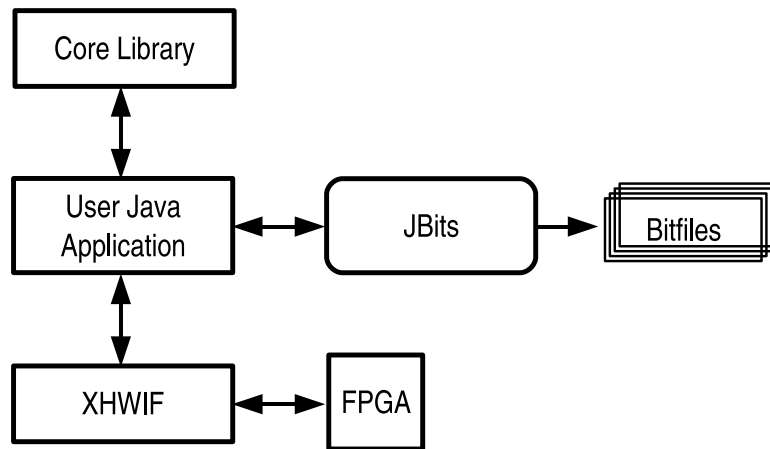 Core Library
User Java
Application
JBits
Bitfiles
XHWIF
FPGA